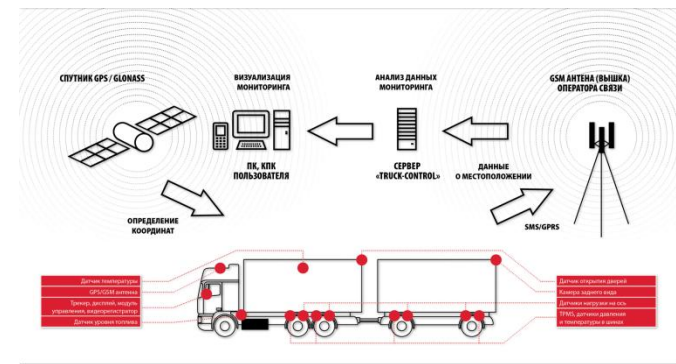 СПУТНИК GPS / GLONASS
ВИЗУАЛИЗАЦИЯ
МОНИТОРИНГА
АНАЛИЗ ДАННЫХ
МОНИТОРИНГА
GSM АНТЕНА (ВЫШКА)
ОПЕРАТОРА СВЯЗИ
ПК, КПК
ПОЛЬЗОВАТЕЛЯ
СЕРВЕР
«TRUCK-CONTROL»
ДАННЫЕ
О МЕСТОПОЛОЖЕНИИ
ОПРЕДЕЛЕНИЕ
КООРДИНАТ
SMS/GPRS
Датчик температуры
GPS/GSM антенна
Трекер, дисплей, модуль
управления, видеорегистратор
Датчик уровня топлива
Датчик открытия дверей
Камера заднего вида
Датчики нагрузки на ось
TPMS, датчики давления
и температуры в шинах